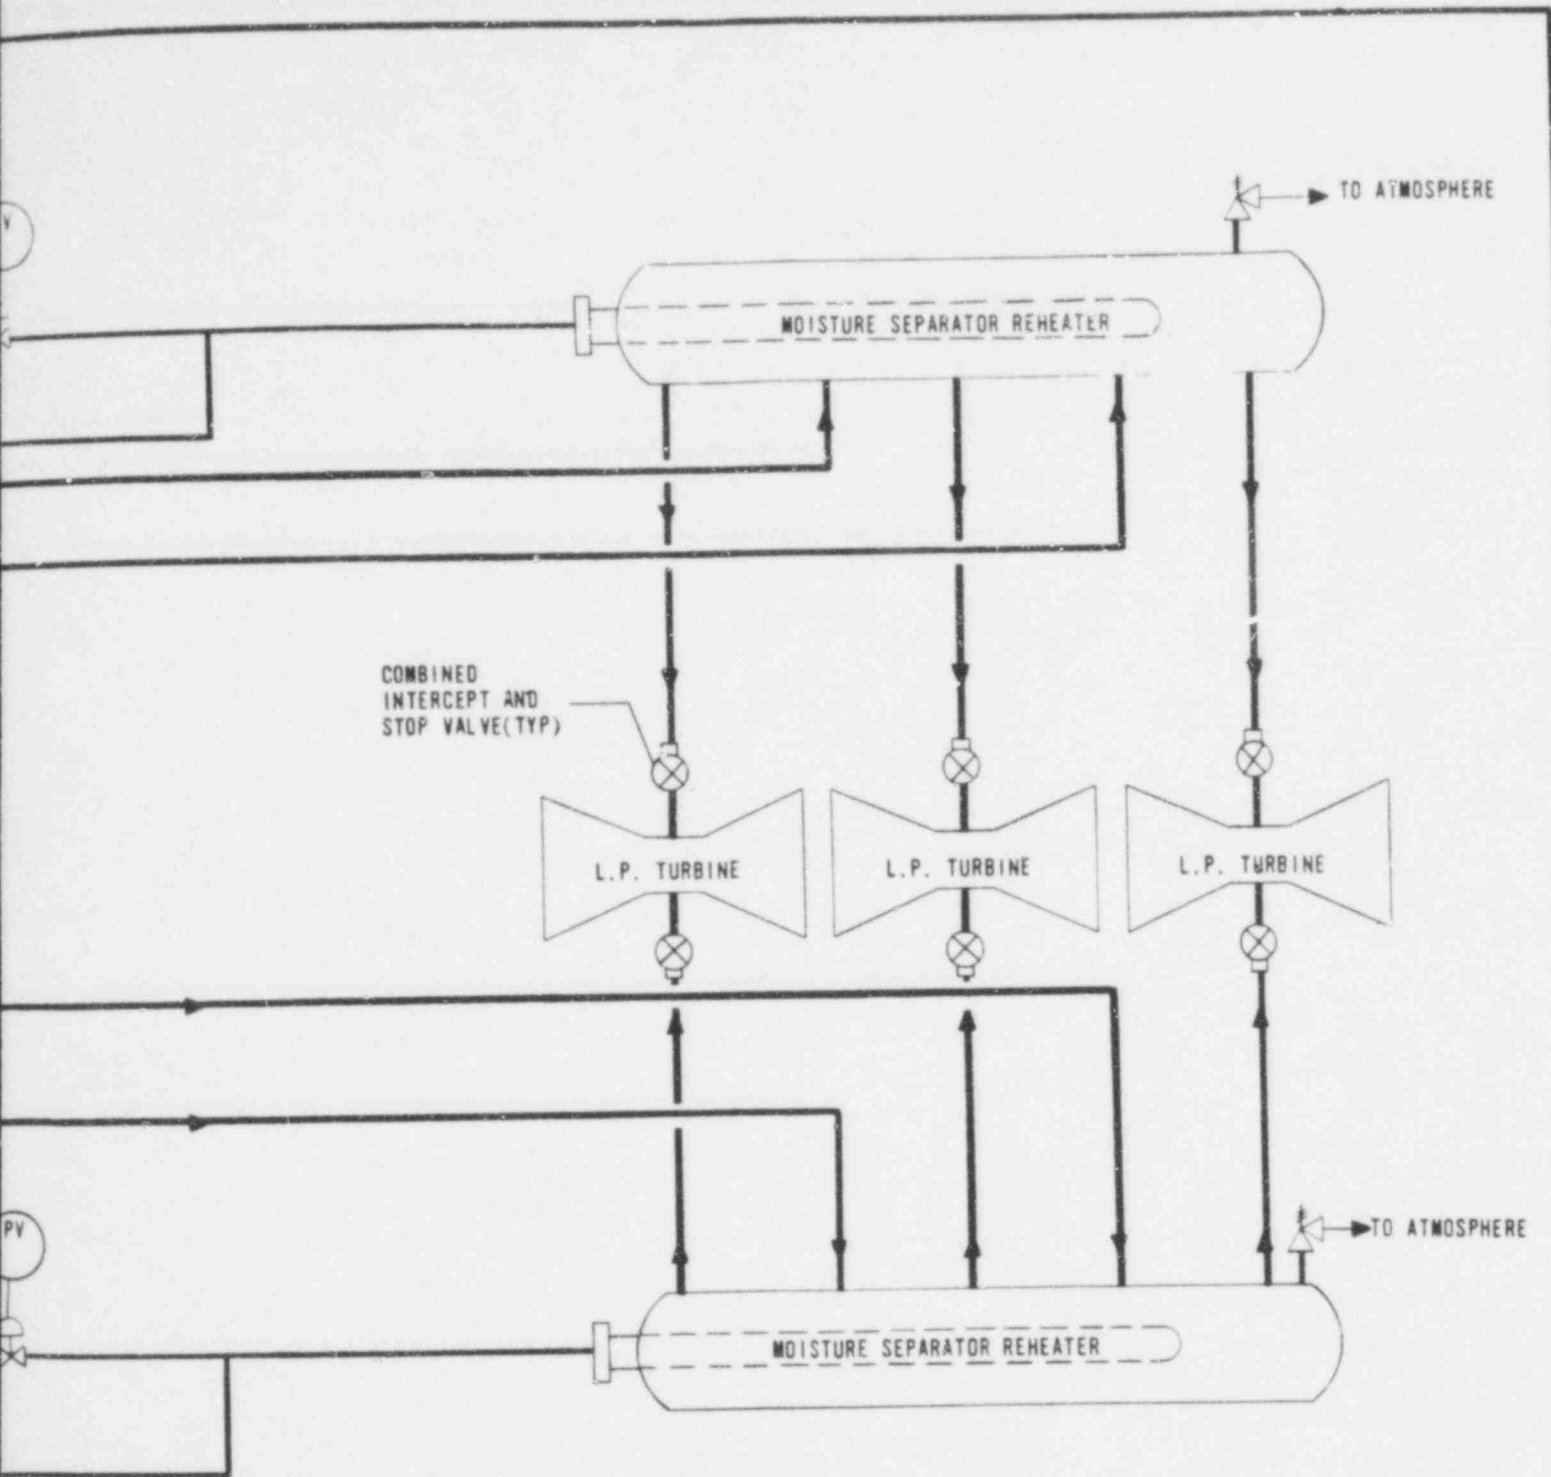 TO ATMOSPHERE
V
MOISTURE SEPARATOR REHEATER
COMBINED
INTERCEPT AND
STOP VALVE(TYP)
L.P. TURBINE
L.P. TURBINE
L.P. TURBINE
PV
TO ATMOSPHERE
MOISTURE SEPARATOR REHEATER